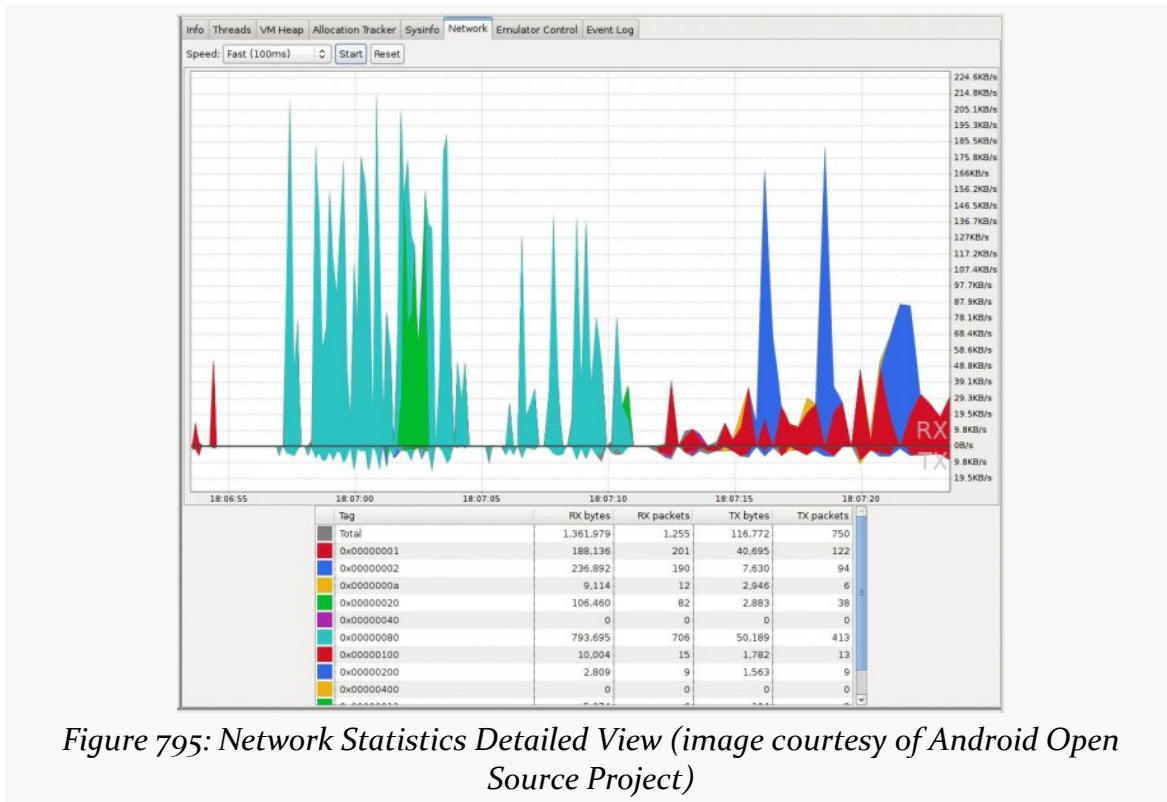 Info Threads VM Heap Allocation Tracker Sysinfo Network Emulator Control Event Log
Speed: Fast (100ms) Start Reset
224.6KB/s
214.8KB/s
205.1KB/s
195.3KB/s
185.5KB/s
175.8KB/s
166KB/s
156.2KB/s
146.5KB/s
136.7KB/s
127KB/s
117.2KB/s
107.4KB/s
97.7KB/s
87.9KB/s
78.1KB/s
68.4KB/s
58.6KB/s
48.8KB/s
39.1KB/s
29.3KB/s
19.5KB/s
9.8KB/s
RX
0B/s
TX
9.8KB/s
19.5KB/s
18:06:55 18:07:00 18:07:05 18:07:10 18:07:15 18:07:20
Tag RX bytes RX packets TX bytes TX packets
Total 1,361,979 1,255 116,772 750
0x00000001 188,136 201 40,695 122
0x00000002 236,892 190 7,630 94
0x0000000a 9,114 12 2,946 6
0x00000020 106,460 82 2,883 38
0x00000040 0 0 0 0
0x00000080 793,695 706 50,189 413
0x00000100 10,004 15 1,782 13
0x00000200 2,809 9 1,563 9
0x00000400 0 0 0 0
Figure 795: Network Statistics Detailed View (image courtesy of Android Open
Source Project)